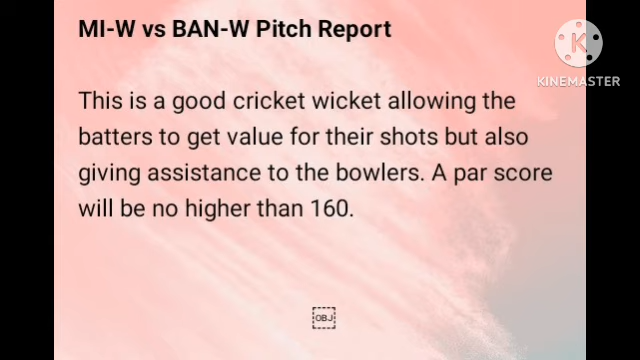 MI-W vs BAN-W Pitch Report
This is a good cricket wicket allowing the
batters to get value for their shots but also
giving assistance to the bowlers. A par score
will be no higher than 160.
OBJ
K
KINEMASTER